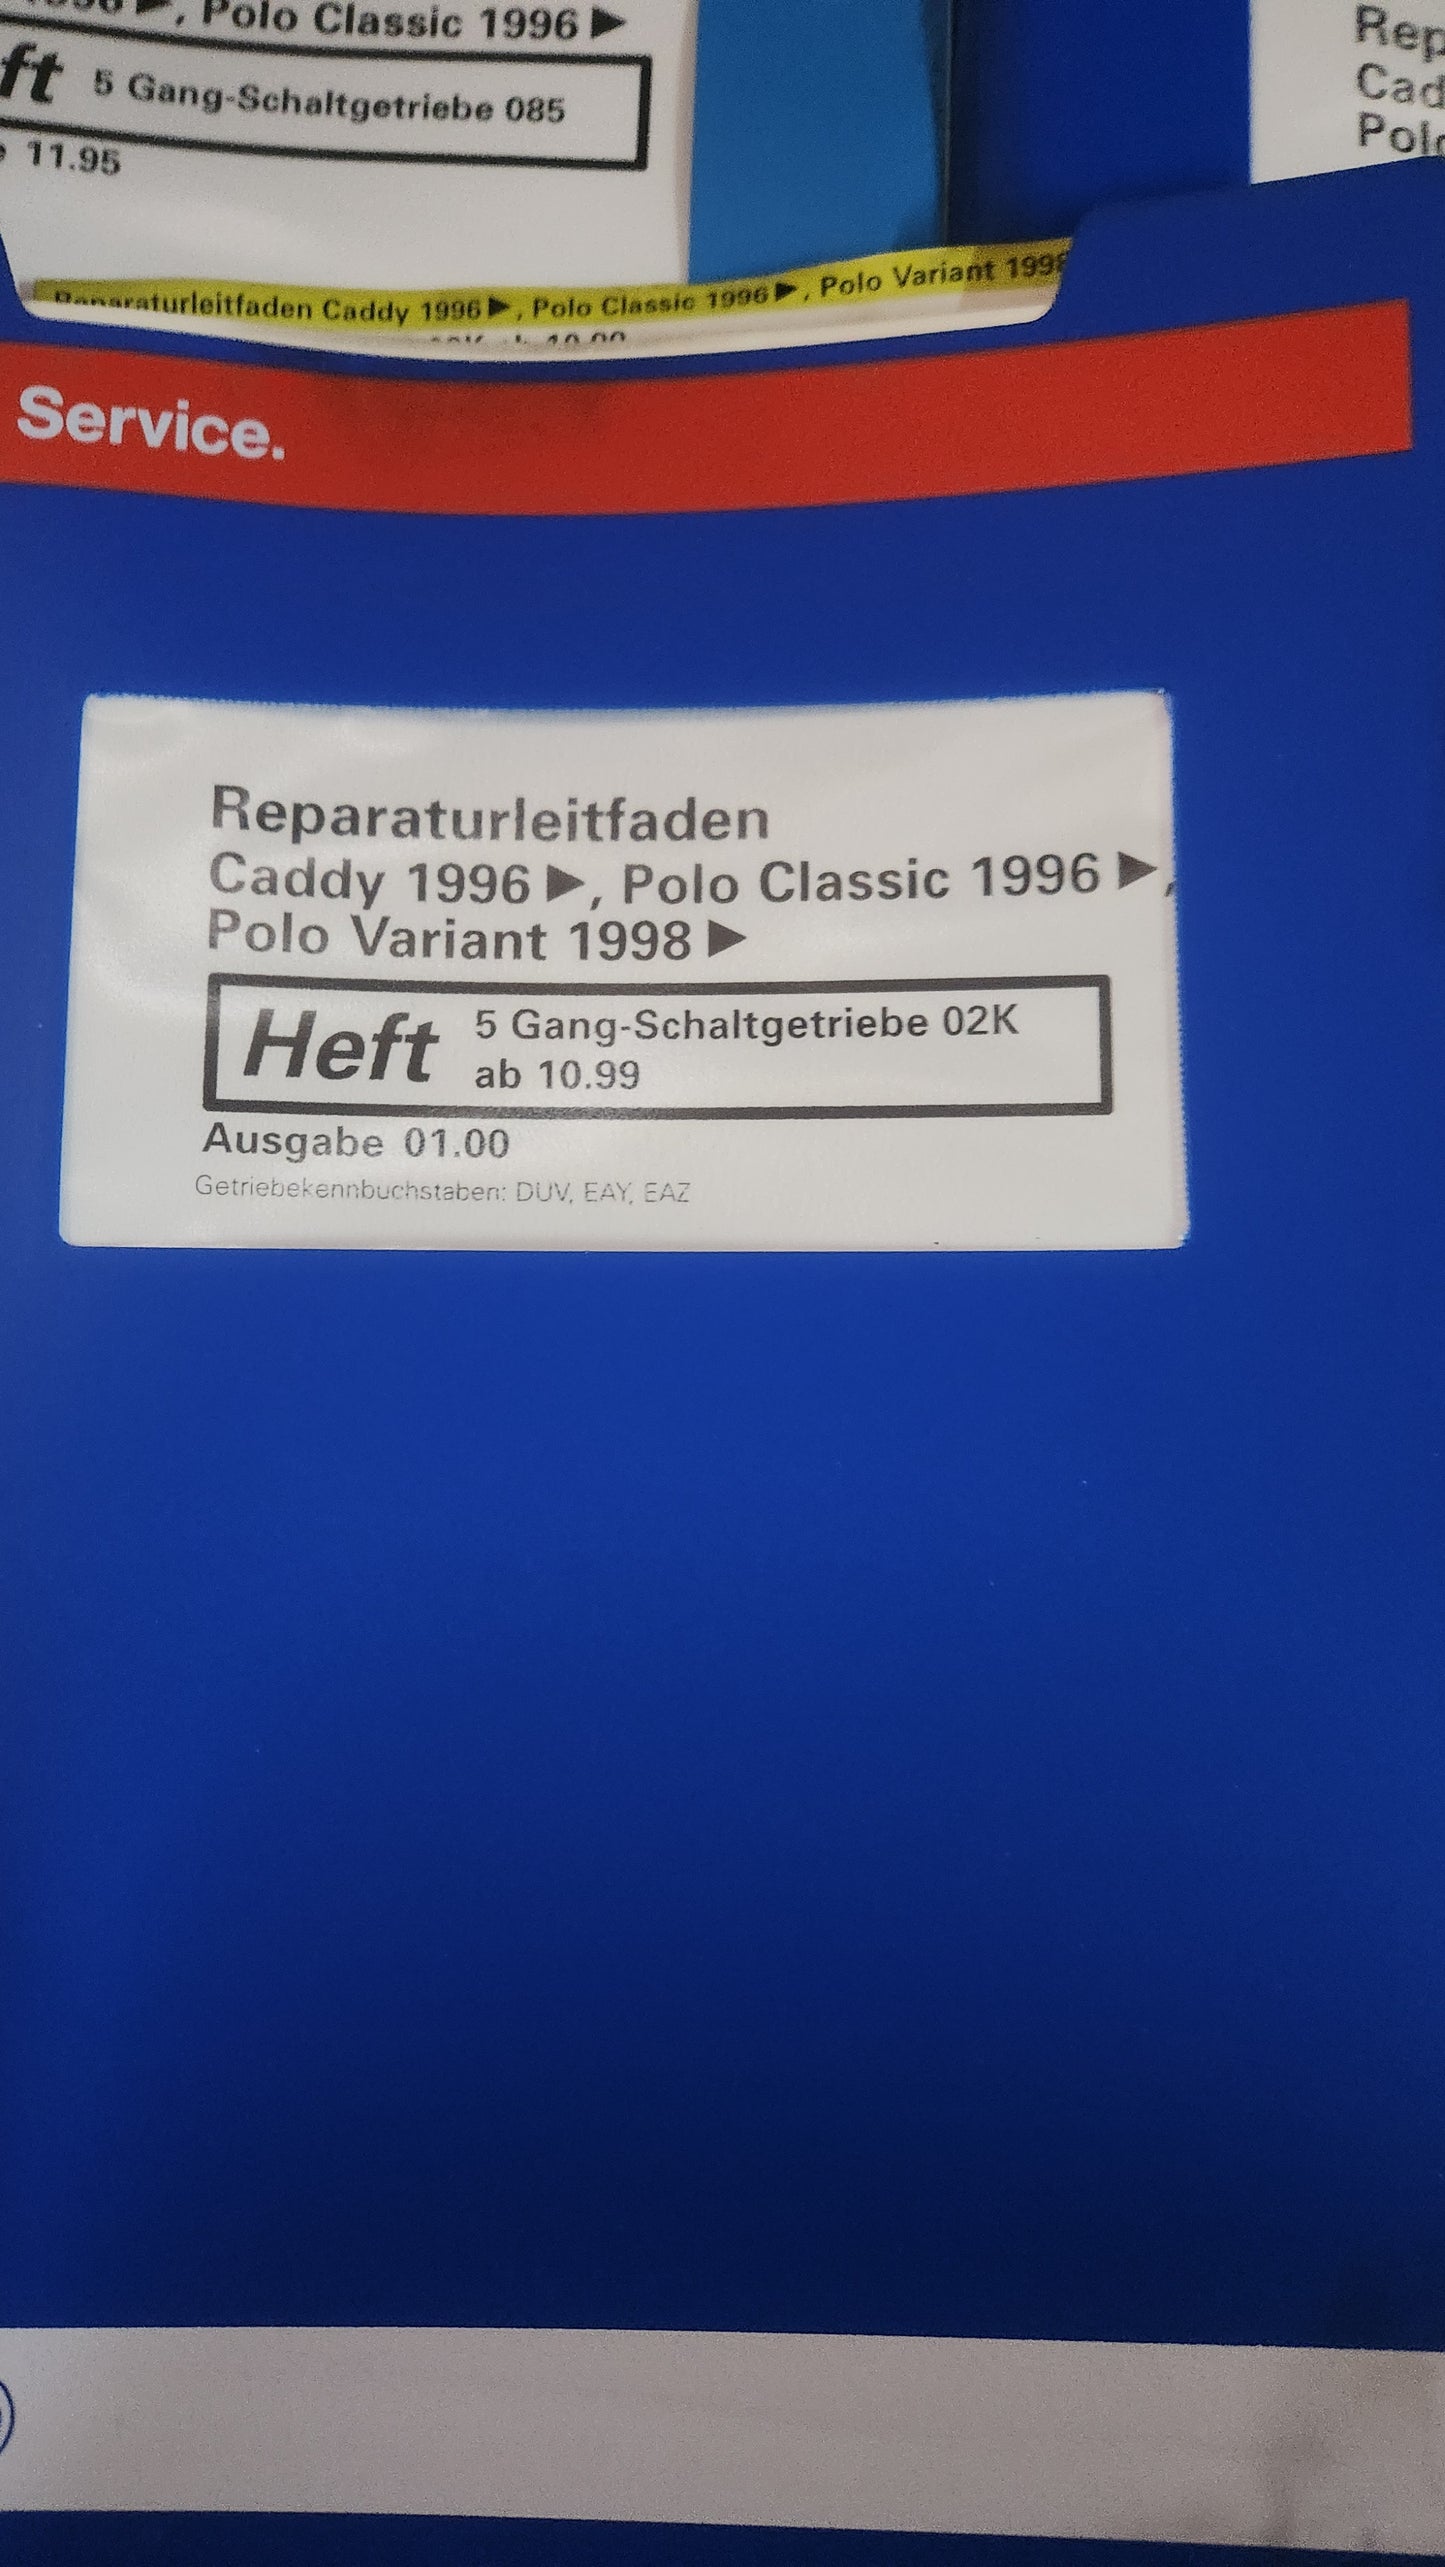 , Polo Classic 1996 ▶
ft 5 Gang-Schaltgetriebe 085
11.95
Rep
Cad
Polo
Reparaturleitfaden Caddy 1996 ▶, Polo Classic 1996 ▶, Polo Variant 1998
Service.
Reparaturleitfaden
Caddy 1996 ▶, Polo Classic 1996 ▶,
Polo Variant 1998 ▶
Heft 5 Gang-Schaltgetriebe 02K
ab 10.99
Ausgabe 01.00
Getriebekennbuchstaben: DUV, EAY, EAZ